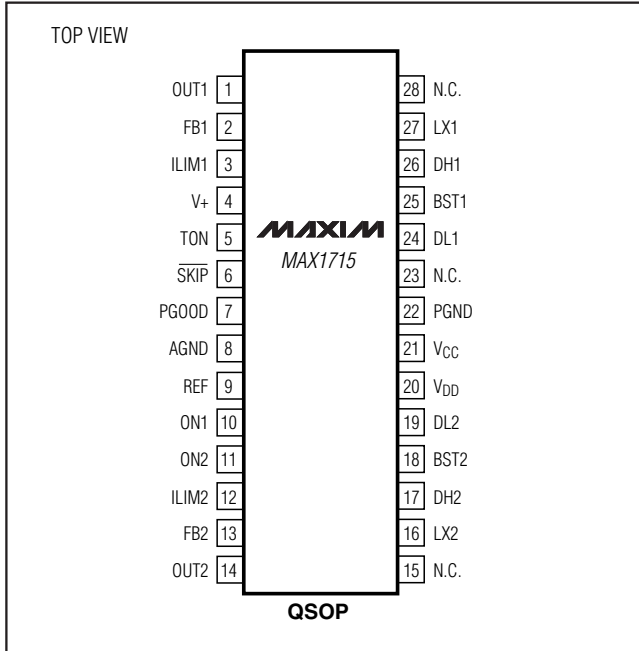 TOP VIEW
OUT1 1
FB1 2
ILIM1 3
V+ 4
TON 5
SKIP 6
PGOOD 7
AGND 8
REF 9
ON1 10
ON2 11
ILIM2 12
FB2 13
OUT2 14
MAXIM
MAX1715
28 N.C.
27 LX1
26 DH1
25 BST1
24 DL1
23 N.C.
22 PGND
21 VCC
20 VDD
19 DL2
18 BST2
17 DH2
16 LX2
15 N.C.
QSOP